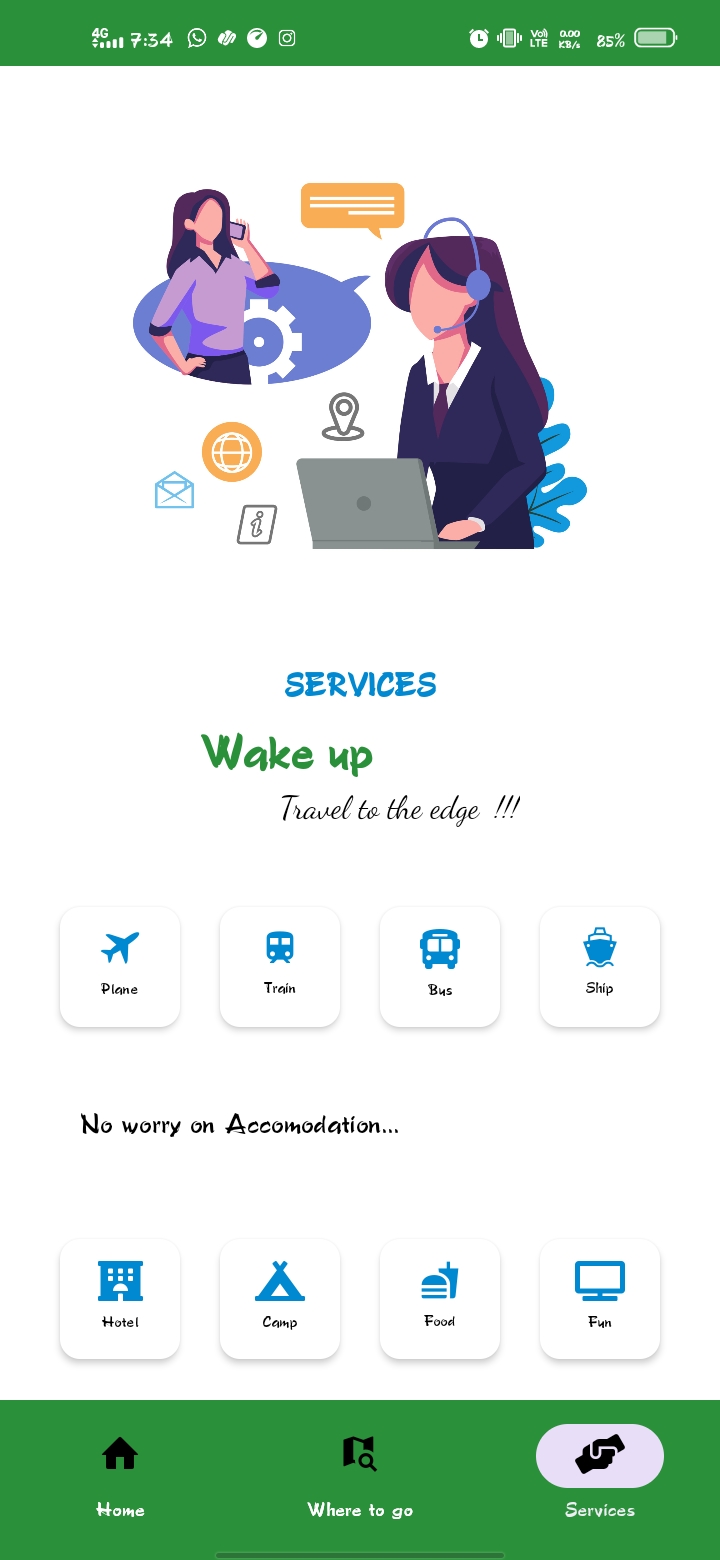 4G 7:34 Vo)) LTE 0.00 KB/s 85%
SERVICES
Wake up
Travel to the edge !!!
Plane Train Bus Ship
No worry on Accomodation...
Hotel Camp Food Fun
Home Where to go Services